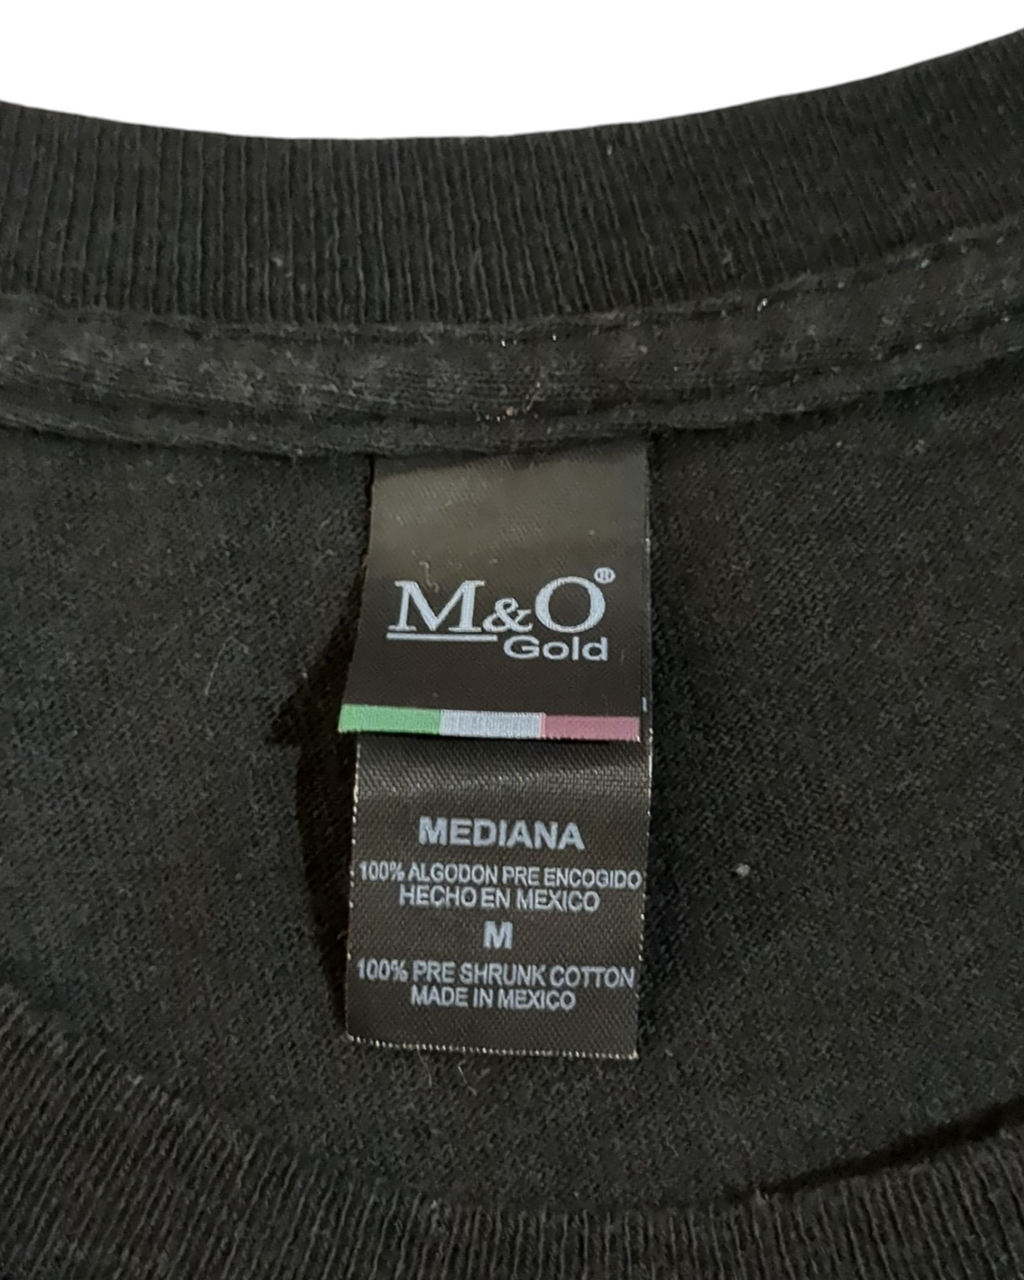 M&O®
Gold
MEDIANA
100% ALGODON PRE ENCOGIDO
HECHO EN MEXICO
M
100% PRE SHRUNK COTTON
MADE IN MEXICO